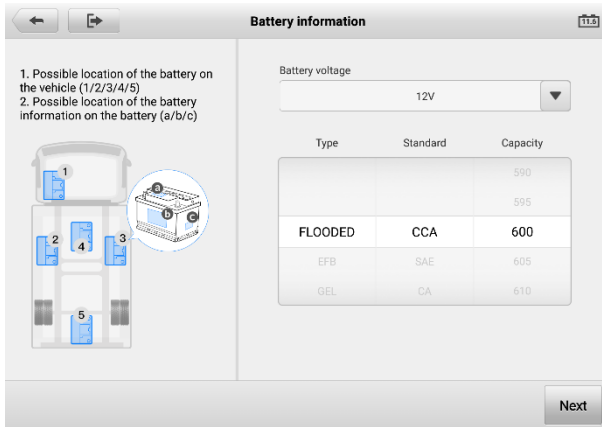 Battery information
11.6
1. Possible location of the battery on
the vehicle (1/2/3/4/5)
2. Possible location of the battery
information on the battery (a/b/c)
1
a
b
c
2
4
3
5
Battery voltage
12V
Type Standard Capacity
590
595
FLOODED CCA 600
EFB SAE 605
GEL CA 610
Next